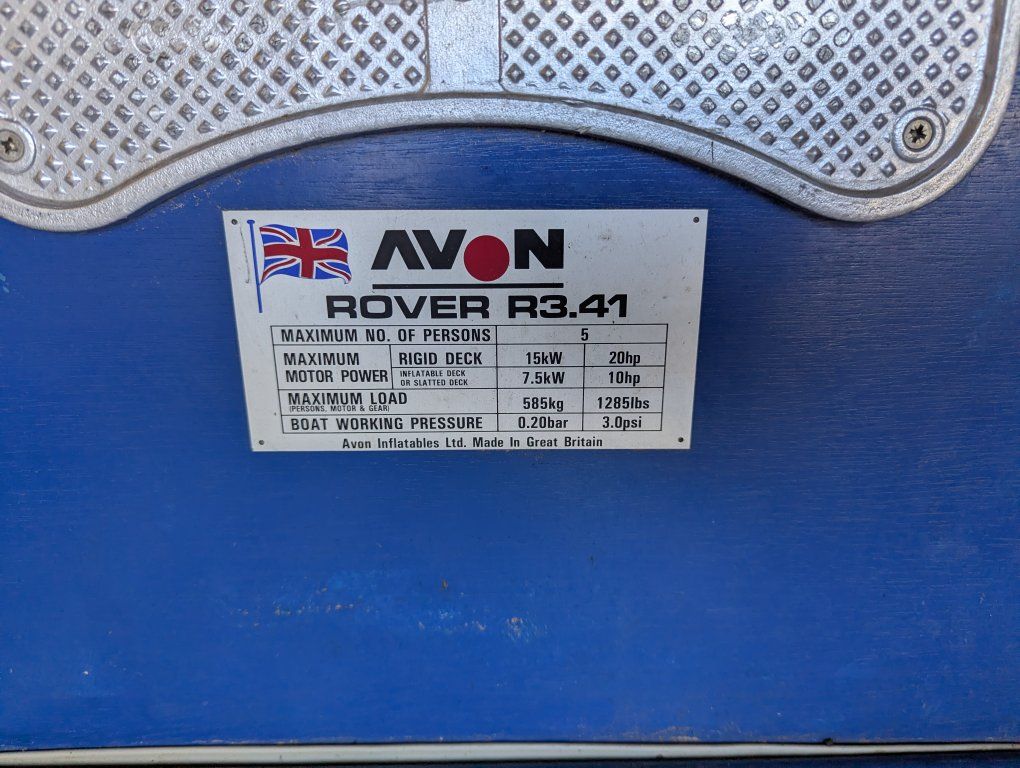 AVON
ROVER R3.41
MAXIMUM NO. OF PERSONS 5
MAXIMUM MOTOR POWER RIGID DECK 15kW 20hp
INFLATABLE DECK OR SLATTED DECK 7.5kW 10hp
MAXIMUM LOAD 585kg 1285lbs
(PERSONS, MOTOR & GEAR)
BOAT WORKING PRESSURE 0.20bar 3.0psi
Avon Inflatables Ltd. Made In Great Britain